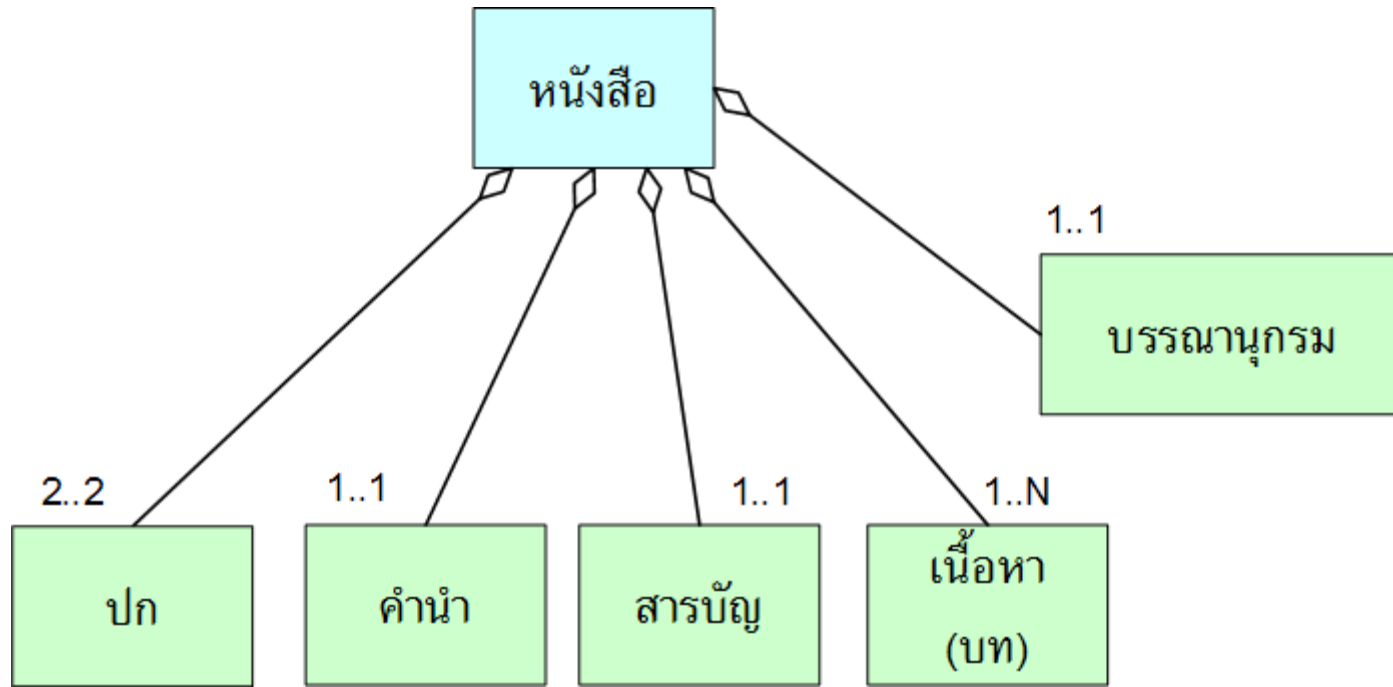 หนังสือ
1..1
บรรณานุกรม
2..2
1..1
1..1
1..N
ปก
คำนำ
สารบัญ
เนื้อหา
(บท)